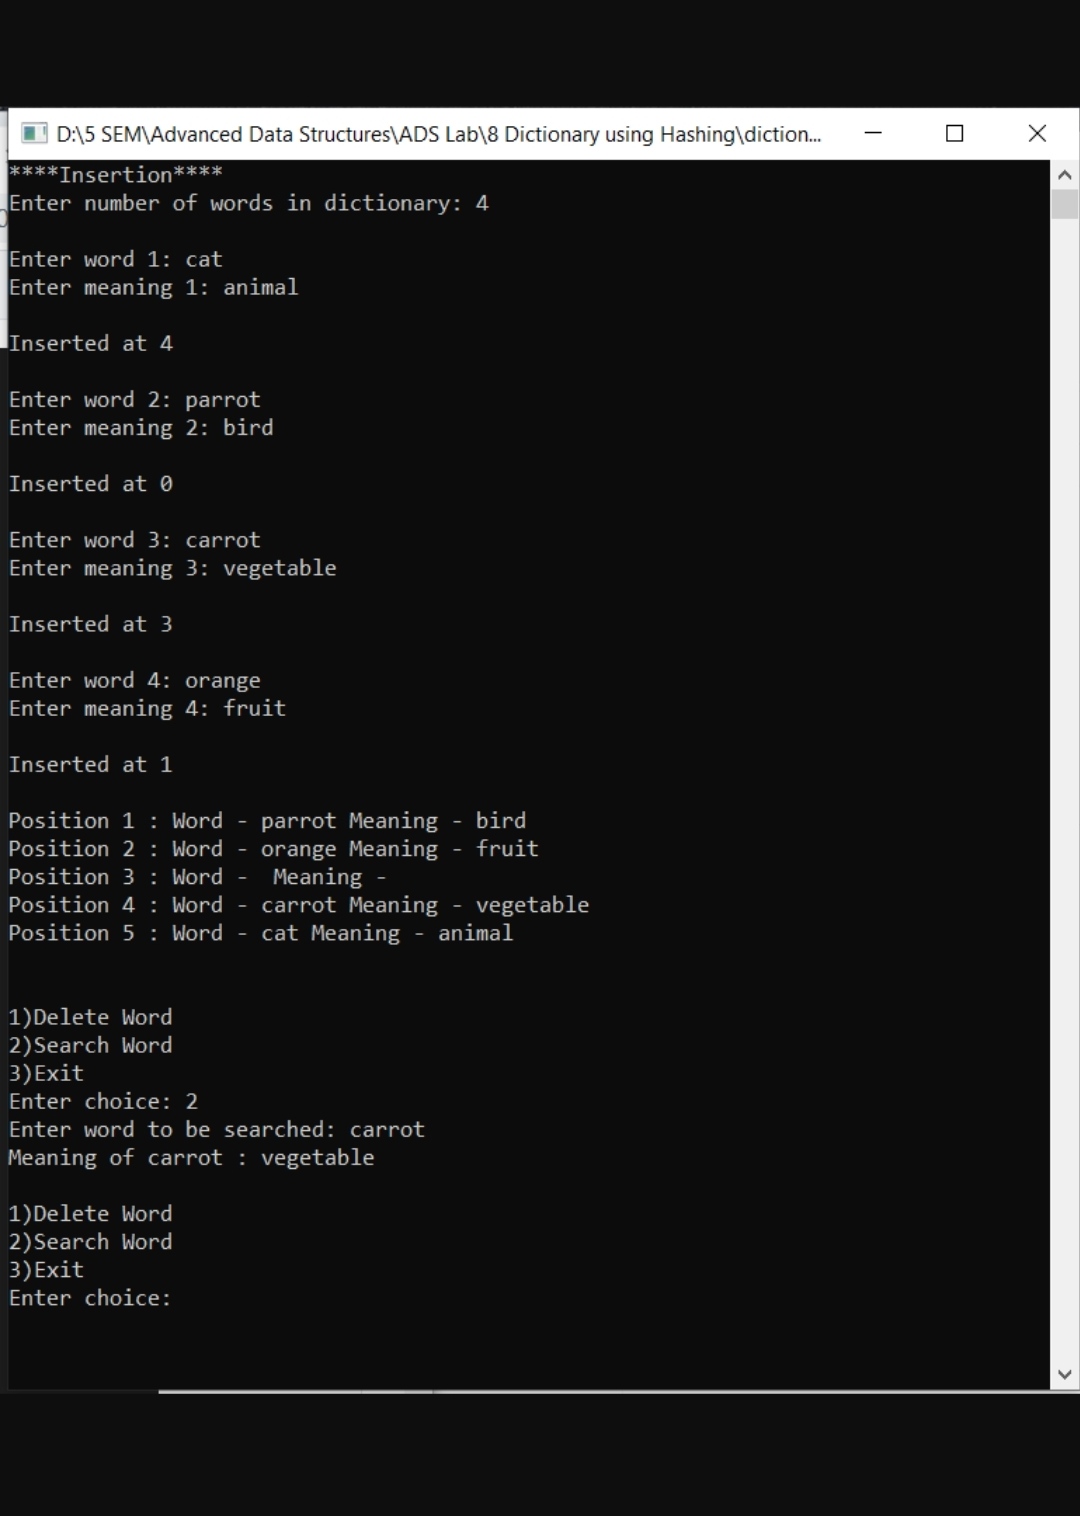 D:\5 SEM\Advanced Data Structures\ADS Lab\8 Dictionary using Hashing\diction...
****Insertion****
Enter number of words in dictionary: 4
Enter word 1: cat
Enter meaning 1: animal
Inserted at 4
Enter word 2: parrot
Enter meaning 2: bird
Inserted at 0
Enter word 3: carrot
Enter meaning 3: vegetable
Inserted at 3
Enter word 4: orange
Enter meaning 4: fruit
Inserted at 1
Position 1 : Word - parrot Meaning - bird
Position 2 : Word - orange Meaning - fruit
Position 3 : Word -  Meaning -
Position 4 : Word - carrot Meaning - vegetable
Position 5 : Word - cat Meaning - animal
1)Delete Word
2)Search Word
3)Exit
Enter choice: 2
Enter word to be searched: carrot
Meaning of carrot : vegetable
1)Delete Word
2)Search Word
3)Exit
Enter choice: